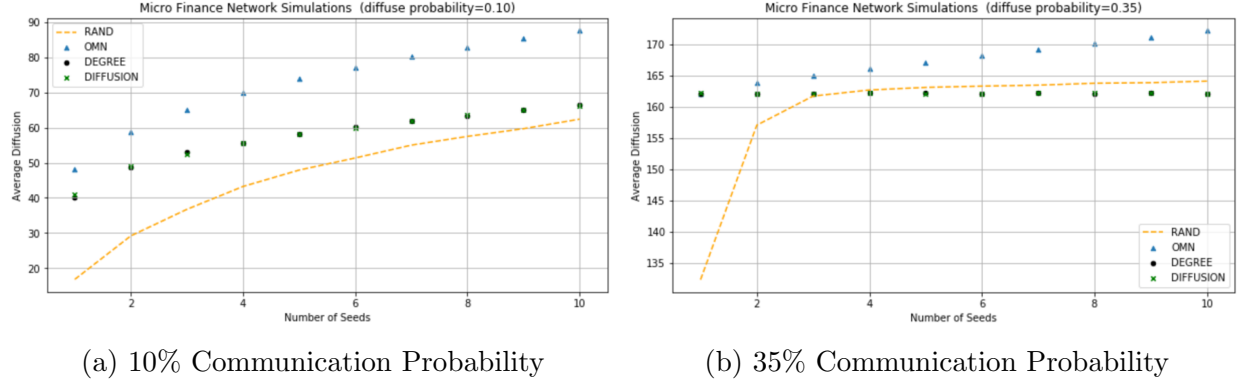 Micro Finance Network Simulations (diffuse probability=0.10)
90
80
70
60
50
40
30
20
Average Diffusion
RAND
OMN
DEGREE
DIFFUSION
2
4
6
8
10
Number of Seeds
(a) 10% Communication Probability
Micro Finance Network Simulations (diffuse probability=0.35)
170
165
160
155
150
145
140
135
Average Diffusion
RAND
OMN
DEGREE
DIFFUSION
2
4
6
8
10
Number of Seeds
(b) 35% Communication Probability